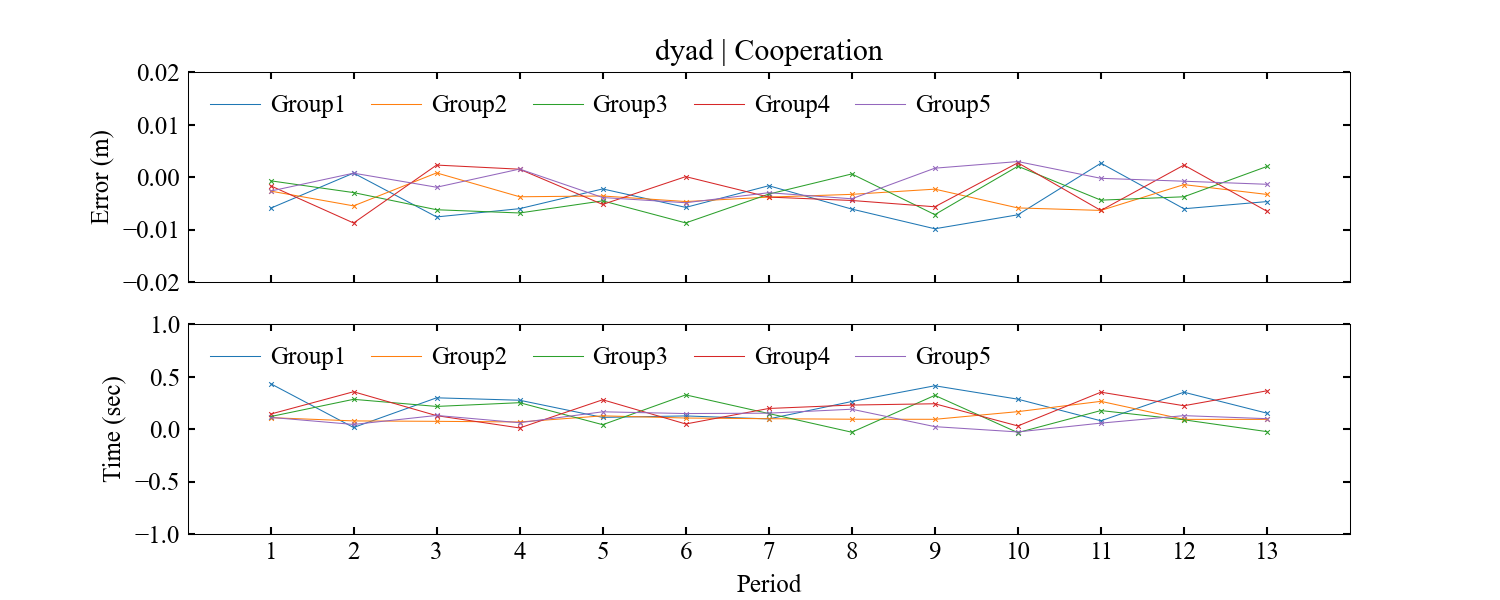 dyad | Cooperation
0.02
Group1 Group2 Group3 Group4 Group5
0.01
0.00
−0.01
−0.02
Error (m)
1.0
Group1 Group2 Group3 Group4 Group5
0.5
0.0
−0.5
−1.0
Time (sec)
1 2 3 4 5 6 7 8 9 10 11 12 13
Period